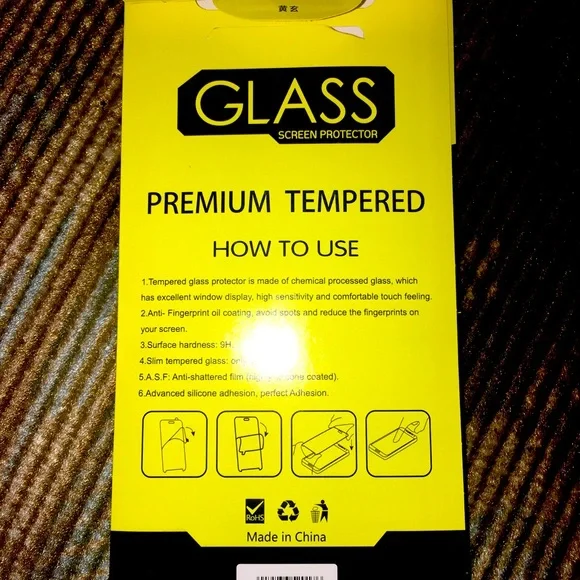 黄玄
GLASS
SCREEN PROTECTOR
PREMIUM TEMPERED
HOW TO USE
1.Tempered glass protector is made of chemical processed glass, which
has excellent window display, high sensitivity and comfortable touch feeling.
2.Anti- Fingerprint oil coating, avoid spots and reduce the fingerprints on
your screen.
3.Surface hardness: 9H.
4.Slim tempered glass:
5.A.S.F: Anti-shattered film coated).
6.Advanced silicone adhesion, perfect Adhesion.
RoHS
Made in China